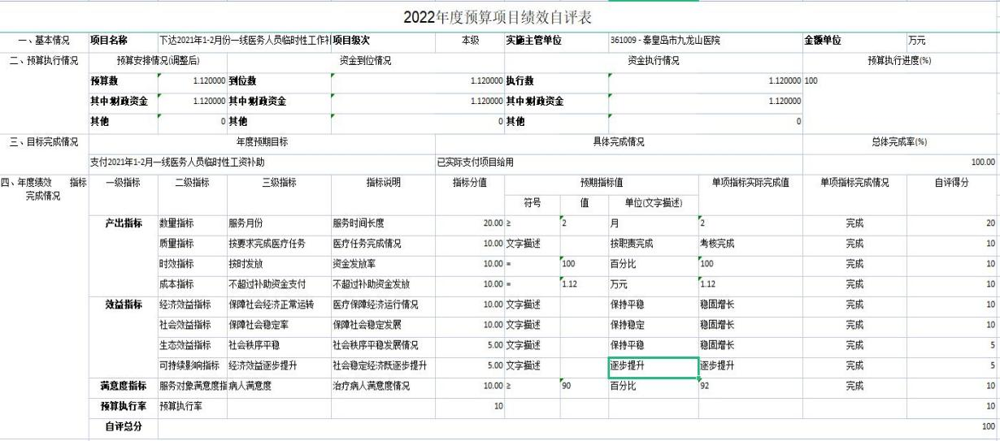 2022年度预算项目绩效自评表
一、基本情况 项目名称 下达2021年1-2月份一线医务人员临时性工作补 项目级次 本级 实施主管单位 361009 - 秦皇岛市九龙山医院 金额单位 万元
二、预算执行情况 预算安排情况(调整后) 资金到位情况 资金执行情况 预算执行进度(%)
预算数 1.120000 到位数 1.120000 执行数 1.120000 100
其中:财政资金 1.120000 其中:财政资金 1.120000 其中:财政资金 1.120000
其他 0 其他 0 其他 0
三、目标完成情况 年度预期目标 具体完成情况 总体完成率(%)
支付2021年1-2月一线医务人员临时性工资补助 已实际支付项目给用 100.00
四、年度绩效 指标完成情况 一级指标 二级指标 三级指标 指标说明 指标分值 预期指标值 单项指标实际完成值 单项指标完成情况 自评得分
符号 值 单位(文字描述)
产出指标 数量指标 服务月份 服务时间长度 20.00 ≥ 2 月 2 完成 20
质量指标 按要求完成医疗任务 医疗任务完成情况 10.00 文字描述 按职责完成 考核完成 完成 10
时效指标 按时发放 资金发放率 10.00 = 100 百分比 100 完成 10
成本指标 不超过补助资金支付 不超过补助资金发放 10.00 = 1.12 万元 1.12 完成 10
效益指标 经济效益指标 保障社会经济正常运转 医疗保障经济运行情况 10.00 文字描述 保持平稳 稳固增长 完成 10
社会效益指标 保障社会稳定率 保障社会稳定发展 10.00 文字描述 保持稳定 稳固增长 完成 10
生态效益指标 社会秩序平稳 社会秩序平稳发展情况 5.00 文字描述 保持平稳 稳固增长 完成 5
可持续影响指标 经济效益逐步提升 社会稳定经济既逐步提升 5.00 文字描述 逐步提升 逐步提升 完成 5
满意度指标 服务对象满意度指 病人满意度 治疗病人满意度情况 10.00 ≥ 90 百分比 92 完成 10
预算执行率 预算执行率 10 10
自评总分 100